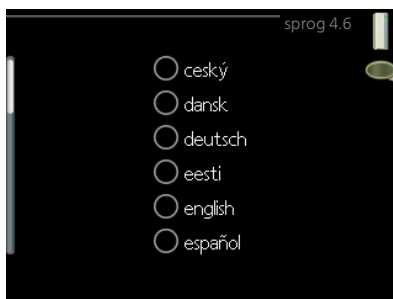 sprog 4.6
ceský
dansk
deutsch
eesti
english
español